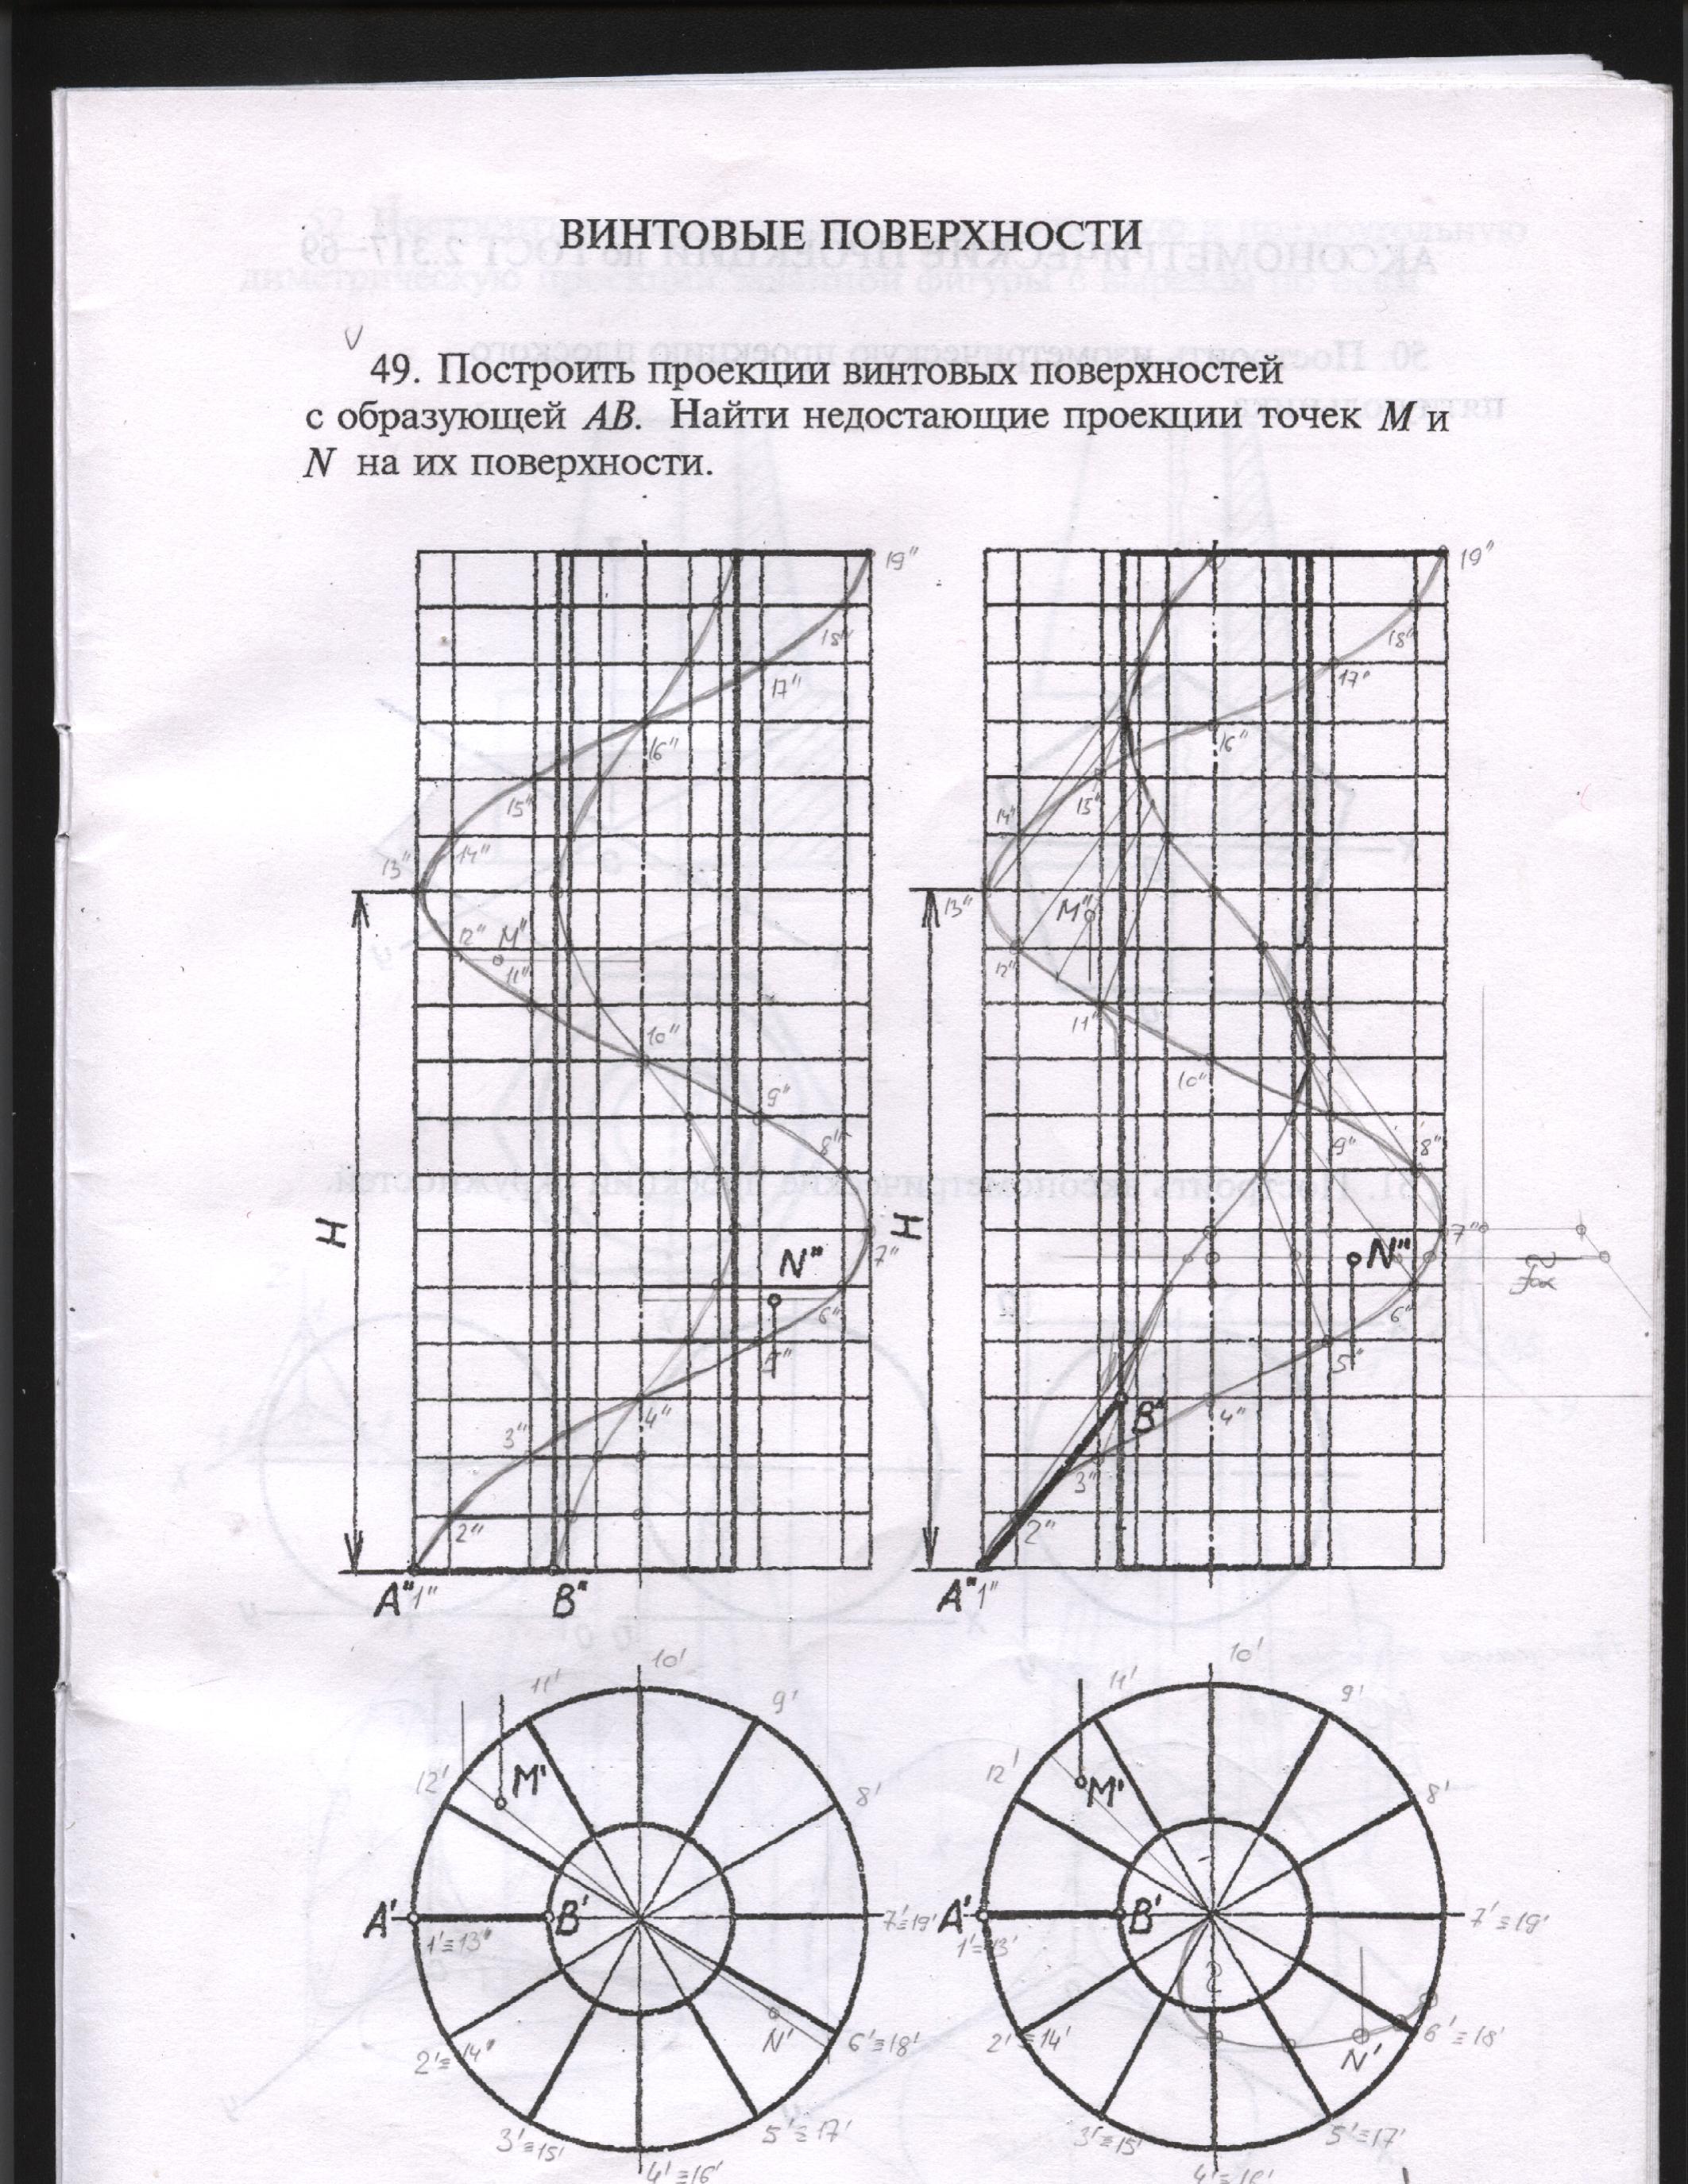 ВИНТОВЫЕ ПОВЕРХНОСТИ
49. Построить проекции винтовых поверхностей
с образующей АВ. Найти недостающие проекции точек М и
N на их поверхности.
19" 19"
18" 18"
17" 17"
16" 16"
15" 15"
14" 14"
13" 13"
12" M" M"
11" 12"
10" 11"
9" 10"
8" 9" 8"
H 7" H 7"
N" N"
6" 6"
5" 5"
4" B" 4"
3" 3"
2" 2"
A" 1" B" A" 1"
10' 10'
11' 9' 11' 9'
12' M' 8' 12' M' 8'
A' B' 7'≡19' A' B' 7'≡19'
1'≡13' 1'≡13'
2'≡14' N' 6'≡18' 2'≡14' N' 6'≡18'
3'≡15' 5'≡17' 3'≡15' 5'≡17'
4'≡16' 4'≡16'